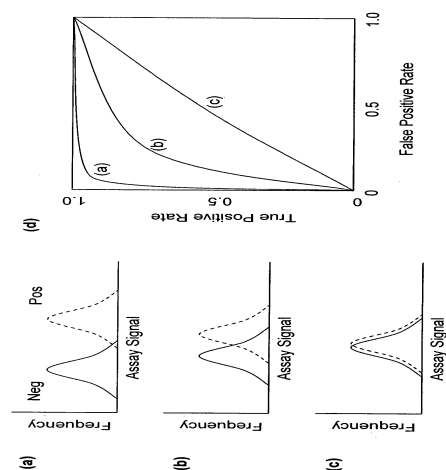 (a)
Frequency
Neg
Pos
Assay Signal
(b)
Frequency
Assay Signal
(c)
Frequency
Assay Signal
(d)
True Positive Rate
1.0
0.5
0
(a)
(b)
(c)
0
0.5
1.0
False Positive Rate